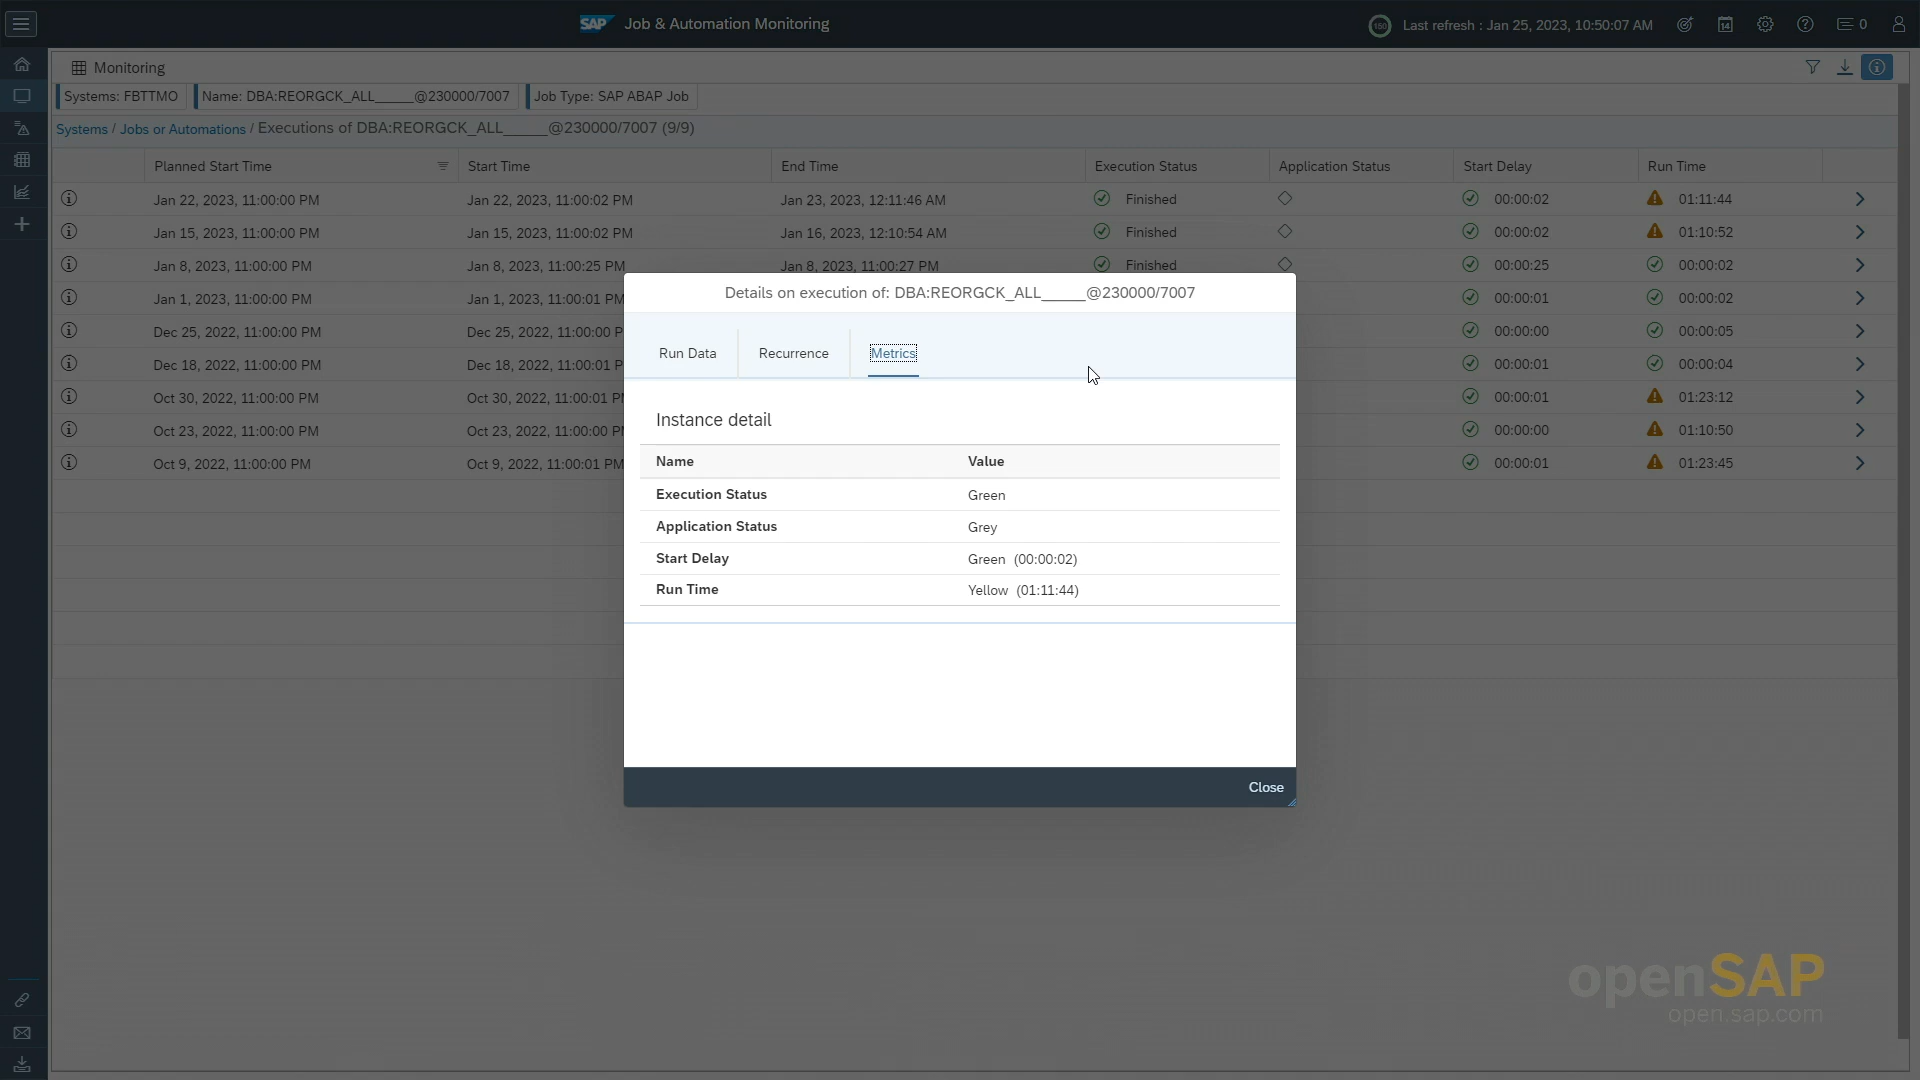 SAP Job & Automation Monitoring
150 Last refresh : Jan 25, 2023, 10:50:07 AM 14 0
Monitoring
Systems: FBTTMO Name: DBA:REORGCK_ALL_____@230000/7007 Job Type: SAP ABAP Job
Systems / Jobs or Automations / Executions of DBA:REORGCK_ALL_____@230000/7007 (9/9)
Planned Start Time Start Time End Time Execution Status Application Status Start Delay Run Time
Jan 22, 2023, 11:00:00 PM Jan 22, 2023, 11:00:02 PM Jan 23, 2023, 12:11:46 AM Finished 00:00:02 01:11:44
Jan 15, 2023, 11:00:00 PM Jan 15, 2023, 11:00:02 PM Jan 16, 2023, 12:10:54 AM Finished 00:00:02 01:10:52
Jan 8, 2023, 11:00:00 PM Jan 8, 2023, 11:00:25 PM Jan 8, 2023, 11:00:27 PM Finished 00:00:25 00:00:02
Jan 1, 2023, 11:00:00 PM Jan 1, 2023, 11:00:01 PM 00:00:01 00:00:02
Dec 25, 2022, 11:00:00 PM Dec 25, 2022, 11:00:00 P 00:00:00 00:00:05
Dec 18, 2022, 11:00:00 PM Dec 18, 2022, 11:00:01 P 00:00:01 00:00:04
Oct 30, 2022, 11:00:00 PM Oct 30, 2022, 11:00:01 P 00:00:01 01:23:12
Oct 23, 2022, 11:00:00 PM Oct 23, 2022, 11:00:00 P 00:00:00 01:10:50
Oct 9, 2022, 11:00:00 PM Oct 9, 2022, 11:00:01 PM 00:00:01 01:23:45
Details on execution of: DBA:REORGCK_ALL_____@230000/7007
Run Data Recurrence Metrics
Instance detail
Name Value
Execution Status Green
Application Status Grey
Start Delay Green (00:00:02)
Run Time Yellow (01:11:44)
Close
openSAP
open.sap.com